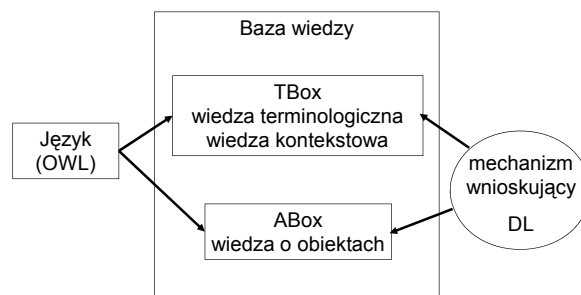 Baza wiedzy
TBox
wiedza terminologiczna
wiedza kontekstowa
Język
(OWL)
mechanizm
wnioskujący
DL
ABox
wiedza o obiektach